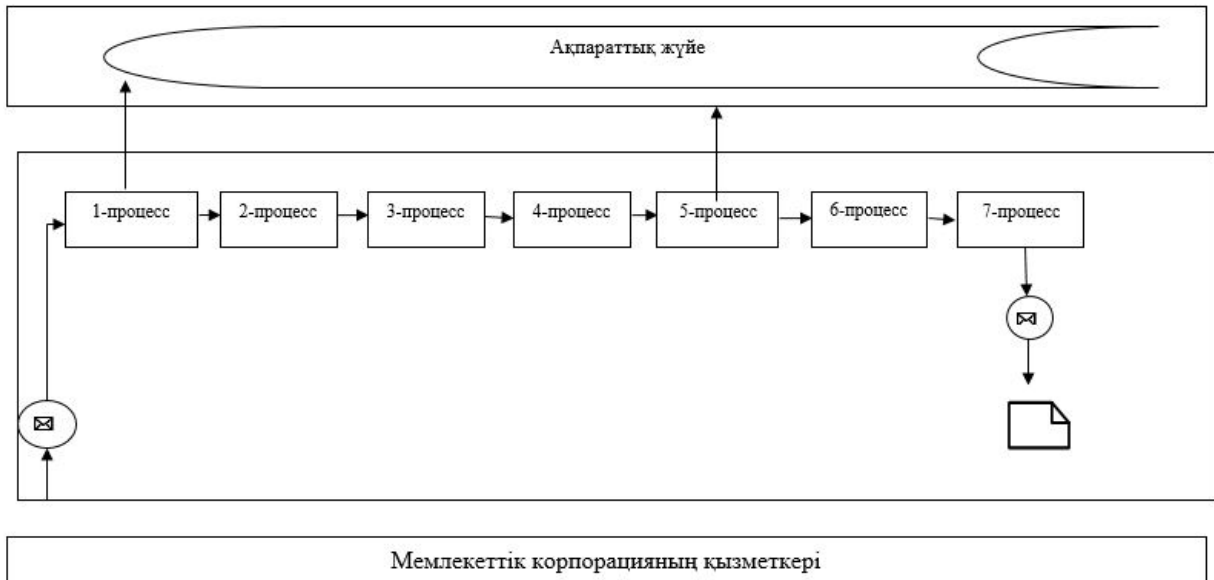 Ақпараттық жүйе
1-процесс
2-процесс
3-процесс
4-процесс
5-процесс
6-процесс
7-процесс
Мемлекеттік корпорацияның қызметкері